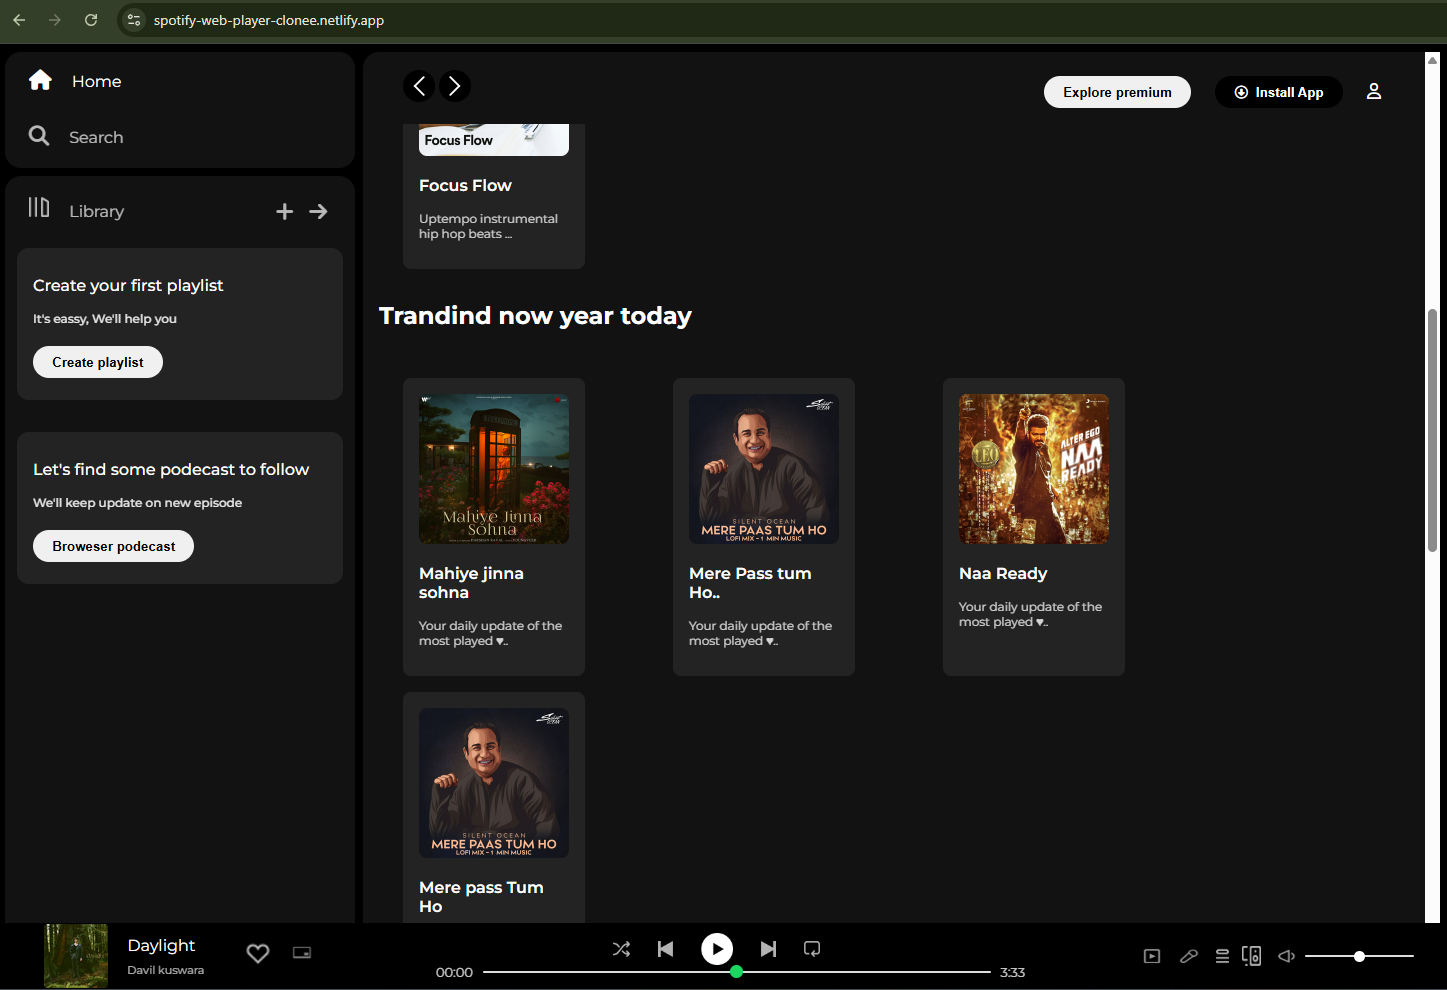 spotify-web-player-clonee.netlify.app
Home
Search
Library
Create your first playlist
It's eassy, We'll help you
Create playlist
Let's find some podecast to follow
We'll keep update on new episode
Broweser podecast
Explore premium
Install App
Focus Flow
Focus Flow
Uptempo instrumental
hip hop beats ...
Trandind now year today
Mahiye Jinna
Sohna
Mahiye jinna
sohna
Your daily update of the
most played ♥..
SILENT OCEAN
MERE PAAS TUM HO
LOFI MIX - 1 MIN MUSIC
Mere Pass tum
Ho..
Your daily update of the
most played ♥..
LEO
ALTER EGO
NAA
READY
Naa Ready
Your daily update of the
most played ♥..
SILENT OCEAN
MERE PAAS TUM HO
LOFI MIX - 1 MIN MUSIC
Mere pass Tum
Ho
Daylight
Davil kuswara
00:00
3:33